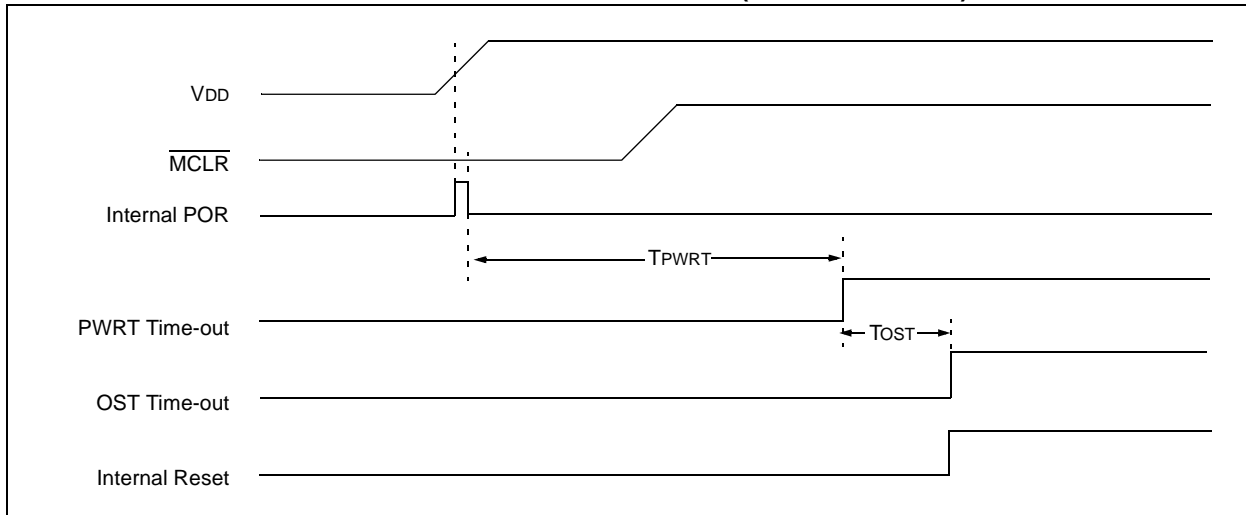 VDD
MCLR
Internal POR
TPWRT
PWRT Time-out
TOST
OST Time-out
Internal Reset